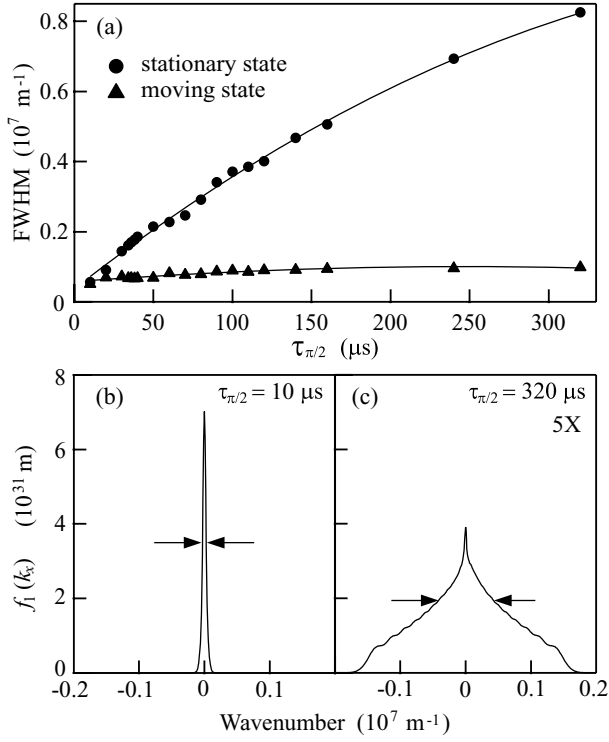 0.8
(a)
stationary state
moving state
0.6
0.4
0.2
0
FWHM (10⁷ m⁻¹)
0 50 100 150 200 250 300
τπ/2 (μs)
8
(b)
τπ/2 = 10 μs
(c)
τπ/2 = 320 μs
5X
6
4
2
0
f₁(kₓ) (10³¹ m)
-0.2 -0.1 0 0.1
-0.1 0 0.1 0.2
Wavenumber (10⁷ m⁻¹)